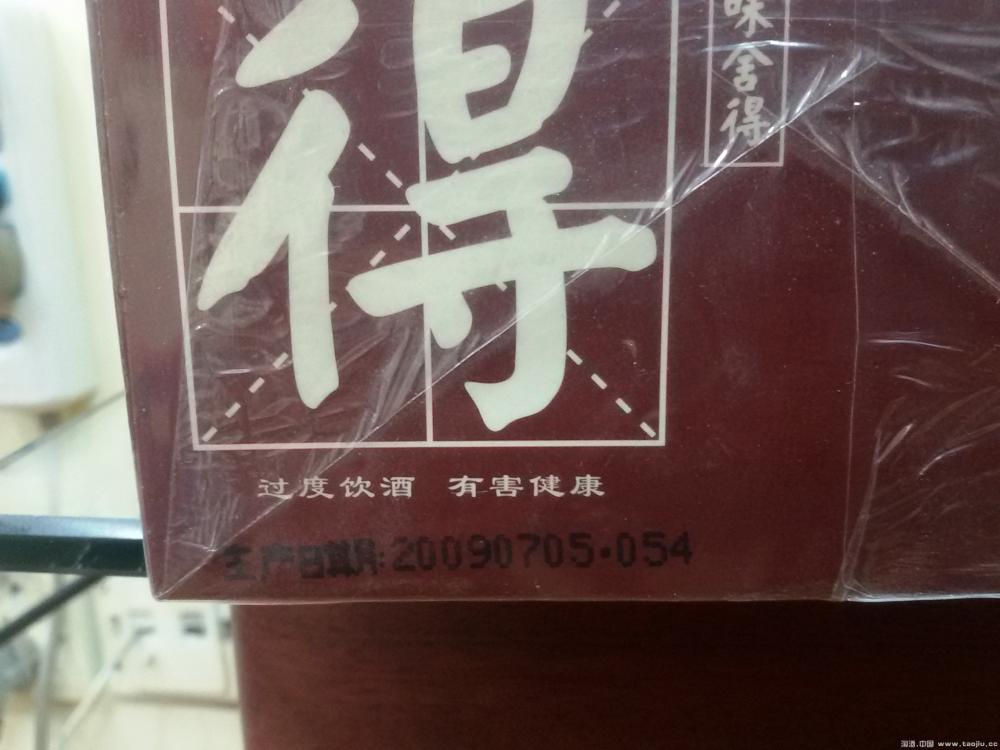 得
味舍得
过度饮酒 有害健康
生产日期:20090705·054
淘酒.中国 www.taojiu.cc